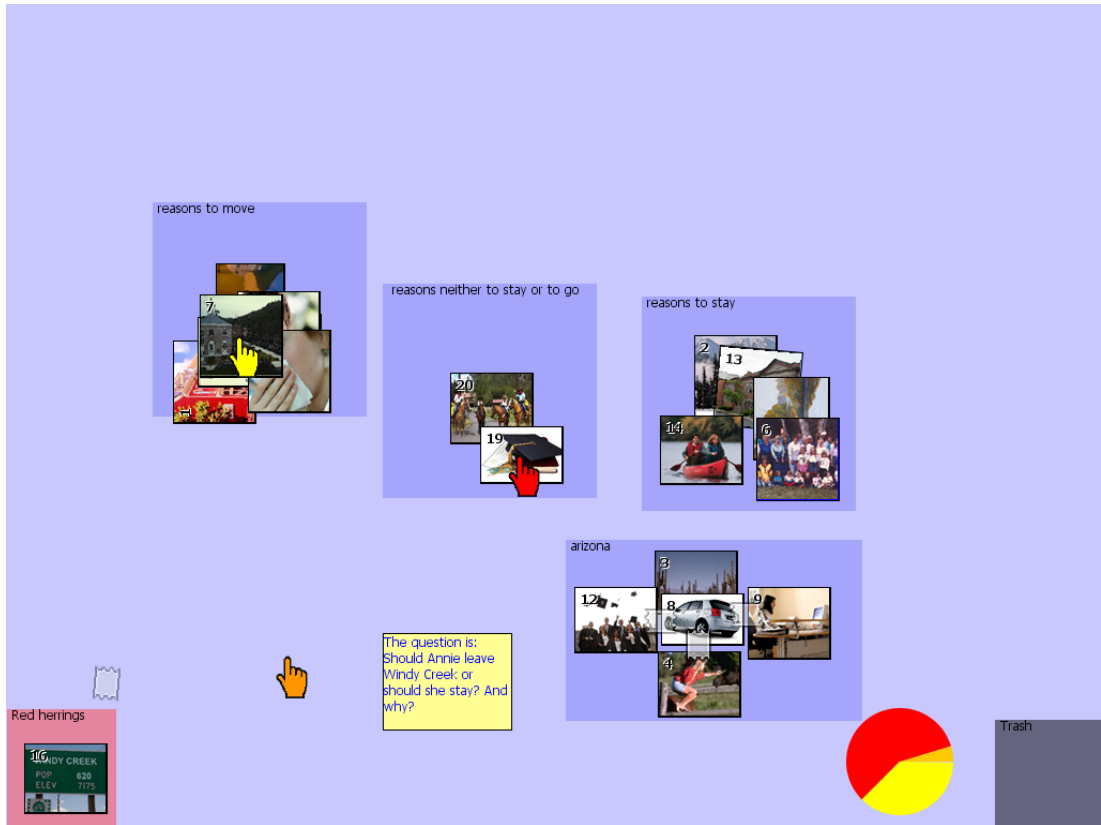 reasons to move
7
1
reasons neither to stay or to go
20
19
reasons to stay
2
13
14
6
arizona
3
12
8
9
4
The question is:
Should Annie leave
Windy Creek or
should she stay? And
why?
Red herrings
16
WINDY CREEK
POP 620
ELEV 7175
Trash